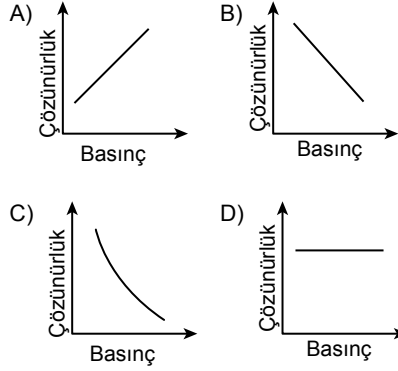 A)
Çözünürlük
Basınç
B)
Çözünürlük
Basınç
C)
Çözünürlük
Basınç
D)
Çözünürlük
Basınç